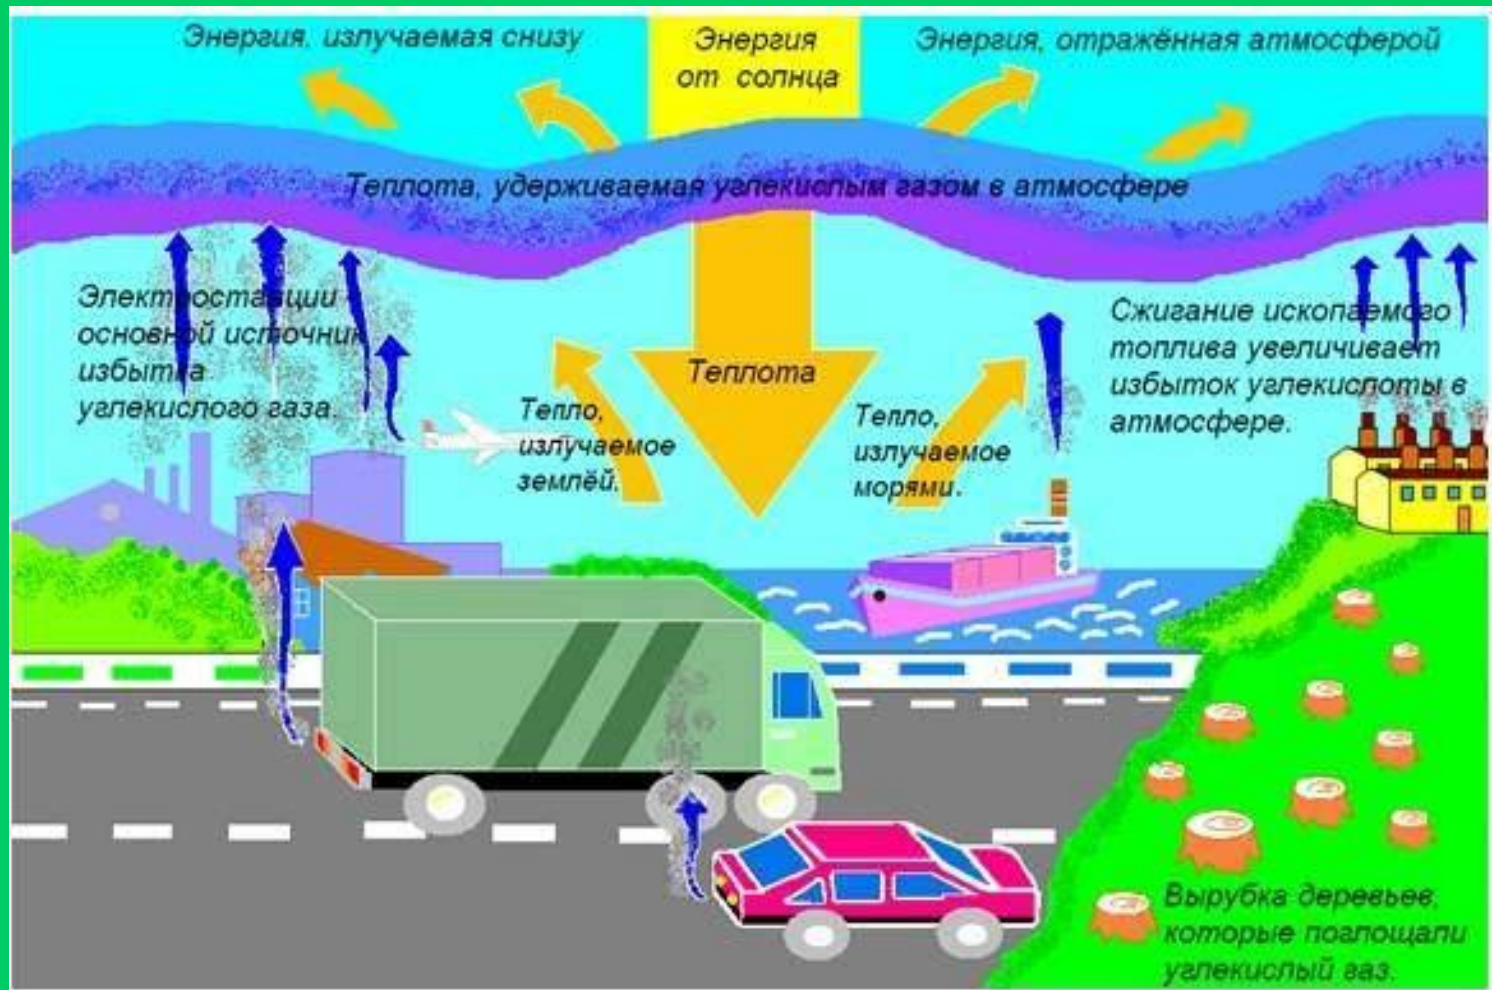 Энергия, излучаемая снизу
Энергия
от солнца
Энергия, отражённая атмосферой
Теплота, удерживаемая углекислым газом в атмосфере
Электростанции -
основной источник
избытка
углекислого газа.
Теплота
Сжигание ископаемого
топлива увеличивает
избыток углекислоты в
атмосфере.
Тепло,
излучаемое
землёй.
Тепло,
излучаемое
морями.
Вырубка деревьев,
которые поглощали
углекислый газ.